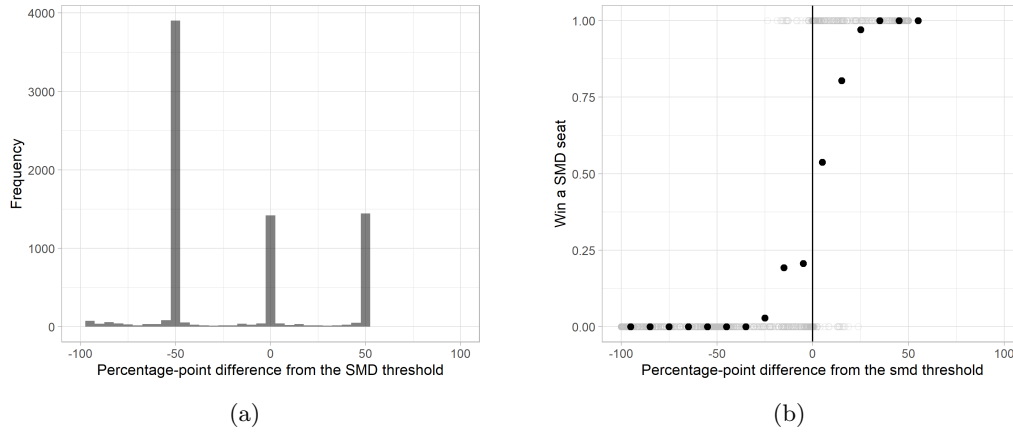 4000
3000
2000
1000
0
Frequency
-100 -50 0 50 100
Percentage-point difference from the SMD threshold
(a)
1.00
0.75
0.50
0.25
0.00
Win a SMD seat
-100 -50 0 50 100
Percentage-point difference from the smd threshold
(b)